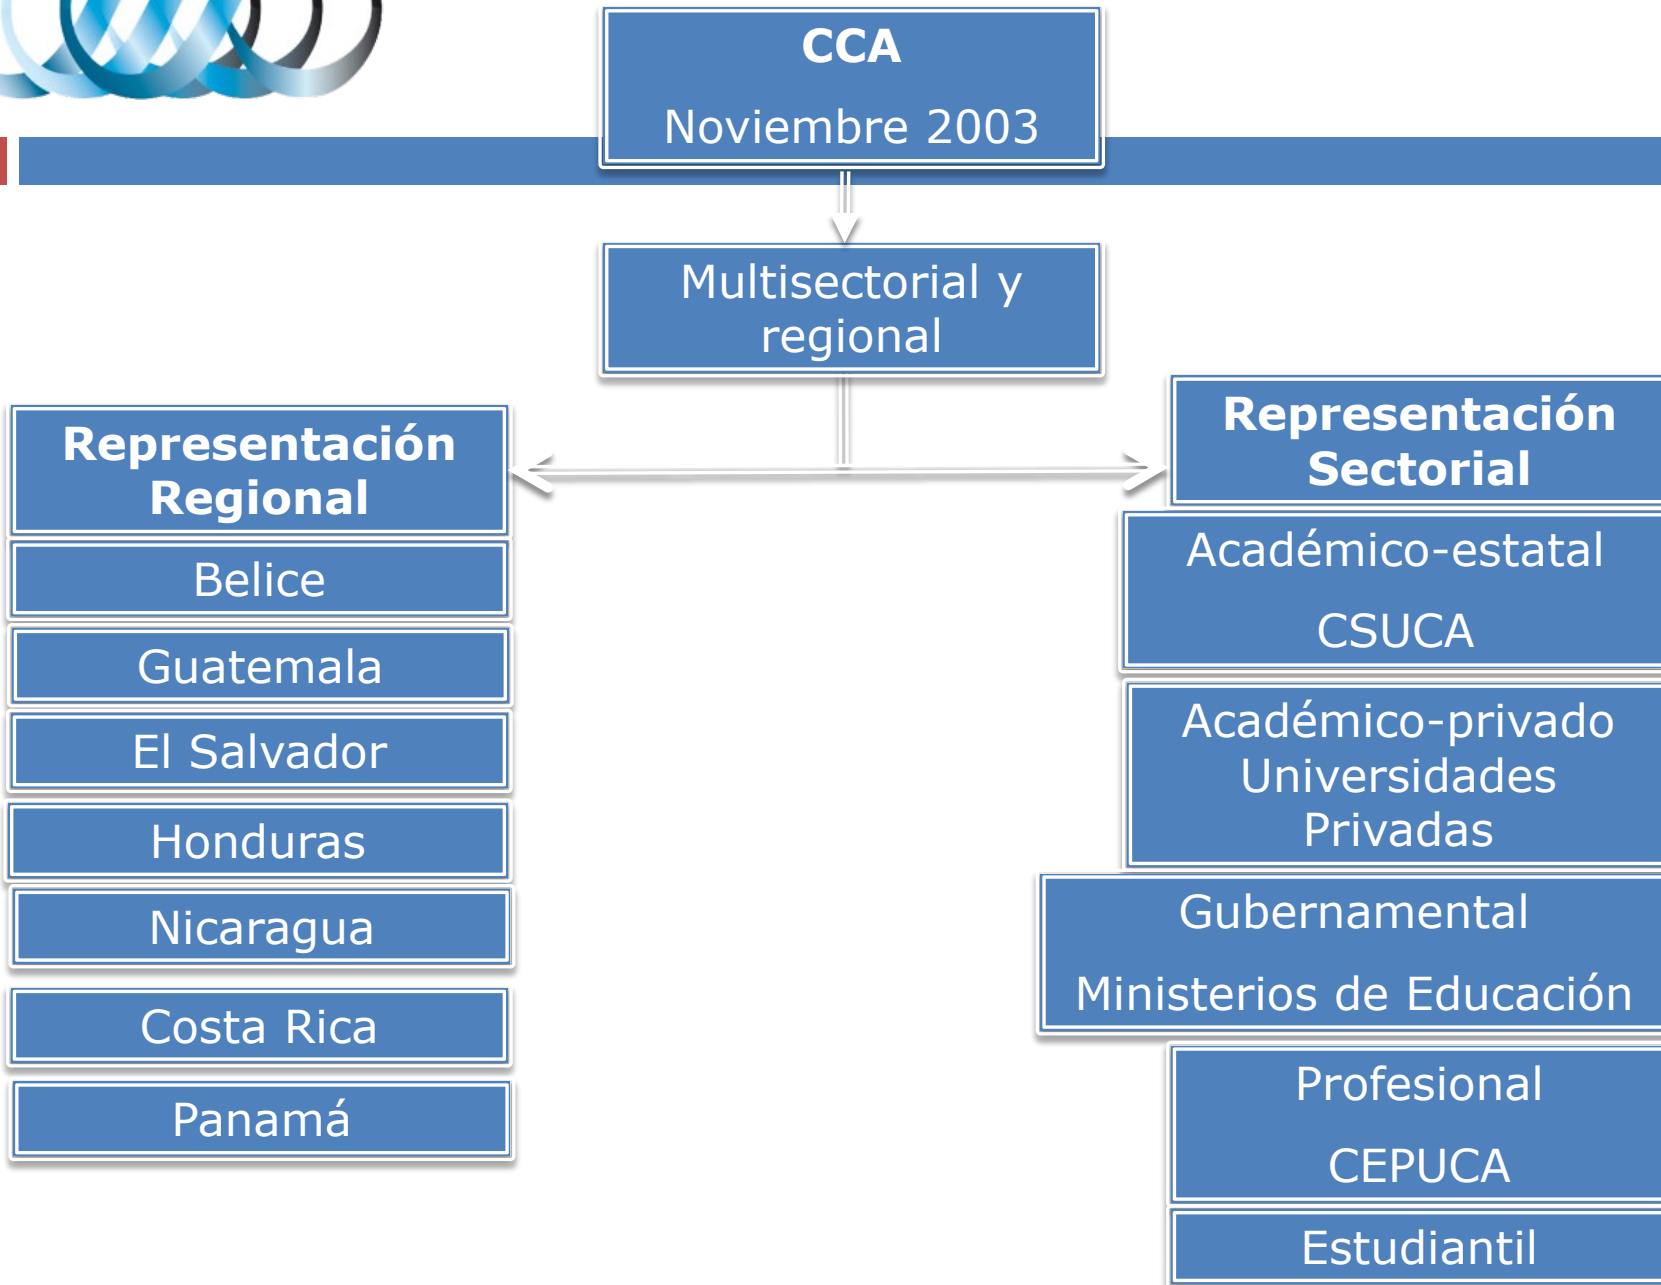 CCA
Noviembre 2003
Multisectorial y
regional
Representación
Regional
Belice
Guatemala
El Salvador
Honduras
Nicaragua
Costa Rica
Panamá
Representación
Sectorial
Académico-estatal
CSUCA
Académico-privado
Universidades
Privadas
Gubernamental
Ministerios de Educación
Profesional
CEPUCA
Estudiantil